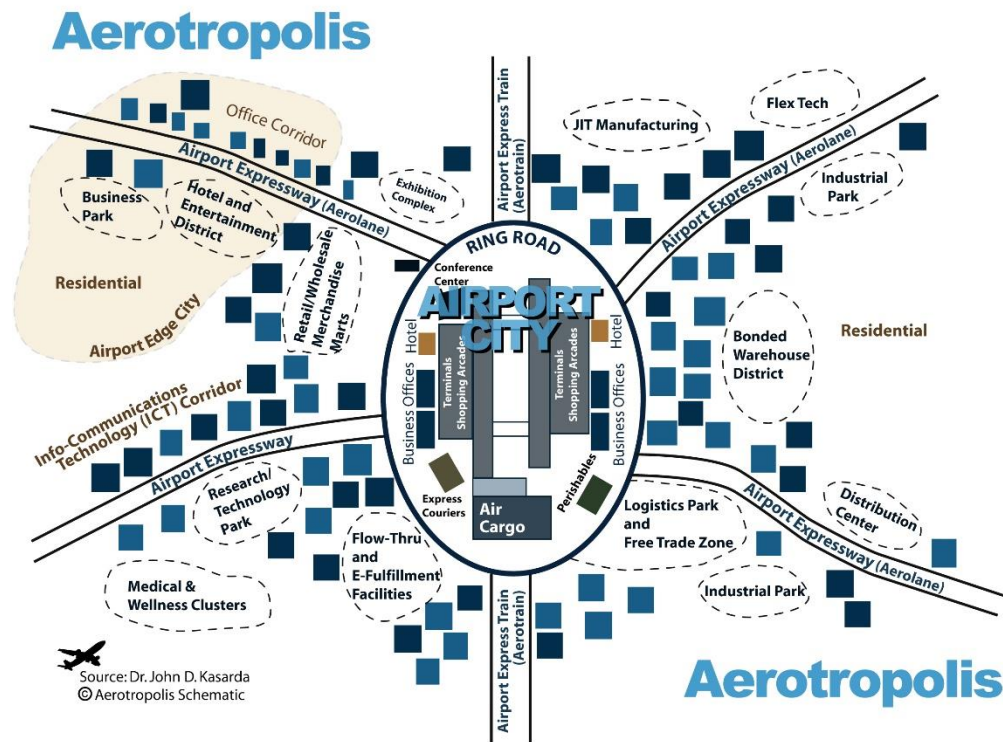 Aerotropolis
Office Corridor
Airport Expressway (Aerolane)
Business
Park
Hotel and
Entertainment
District
Exhibition
Complex
Retail/Wholesale
Merchandise
Marts
Residential
Airport Edge City
Airport Express Train
(Aerotrain)
JIT Manufacturing
Flex Tech
Airport Expressway (Aerolane)
Industrial
Park
RING ROAD
Conference
Center
AIRPORT
CITY
Hotel
Terminals
Shopping Arcades
Business Offices
Terminals
Shopping Arcades
Hotel
Business Offices
Express
Couriers
Air
Cargo
Perishables
Bonded
Warehouse
District
Residential
Info-Communications
Technology (ICT) Corridor
Airport Expressway
Research/
Technology
Park
Medical &
Wellness Clusters
Flow-Thru
and
E-Fulfillment
Facilities
Logistics Park
and
Free Trade Zone
Distribution
Center
Airport Expressway (Aerolane)
Industrial Park
Airport Express Train
(Aerotrain)
Source: Dr. John D. Kasarda
© Aerotropolis Schematic
Aerotropolis